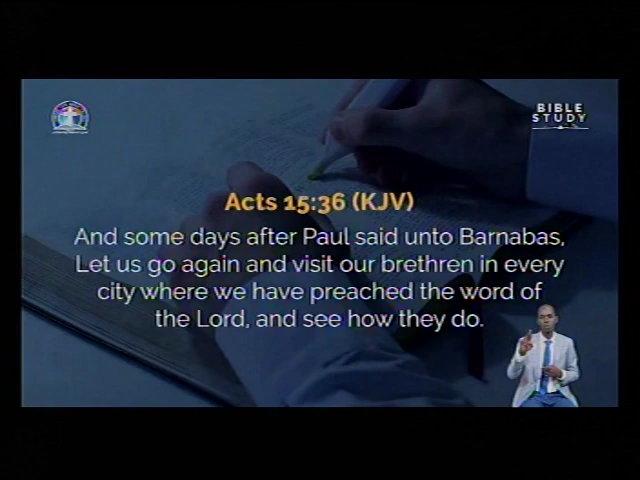 BIBLE
STUDY
Acts 15:36 (KJV)
And some days after Paul said unto Barnabas,
Let us go again and visit our brethren in every
city where we have preached the word of
the Lord, and see how they do.